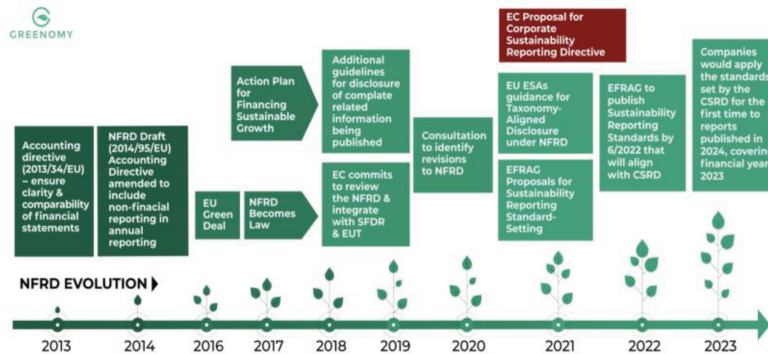 GREENOMY
Accounting
directive
(2013/34/EU)
– ensure
clarity &
comparability
of financial
statements
NFRD Draft
(2014/95/EU)
Accounting
Directive
amended to
include
non-finacial
reporting in
annual
reporting
EU
Green
Deal
Action Plan
for
Financing
Sustainable
Growth
NFRD
Becomes
Law
Additional
guidelines
for disclosure
of complate
related
information
being
published
EC commits
to review
the NFRD &
integrate
with SFDR
& EUT
Consultation
to identify
revisions
to NFRD
EC Proposal for
Corporate
Sustainability
Reporting Directive
EU ESAs
guidance for
Taxonomy-
Aligned
Disclosure
under NFRD
EFRAG
Proposals for
Sustainability
Reporting
Standard-
Setting
EFRAG to
publish
Sustainability
Reporting
Standards by
6/2022 that
will align
with CSRD
Companies
would apply
the standards
set by the
CSRD for the
first time to
reports
published in
2024, covering
financial year
2023
NFRD EVOLUTION
2013
2014
2016
2017
2018
2019
2020
2021
2022
2023